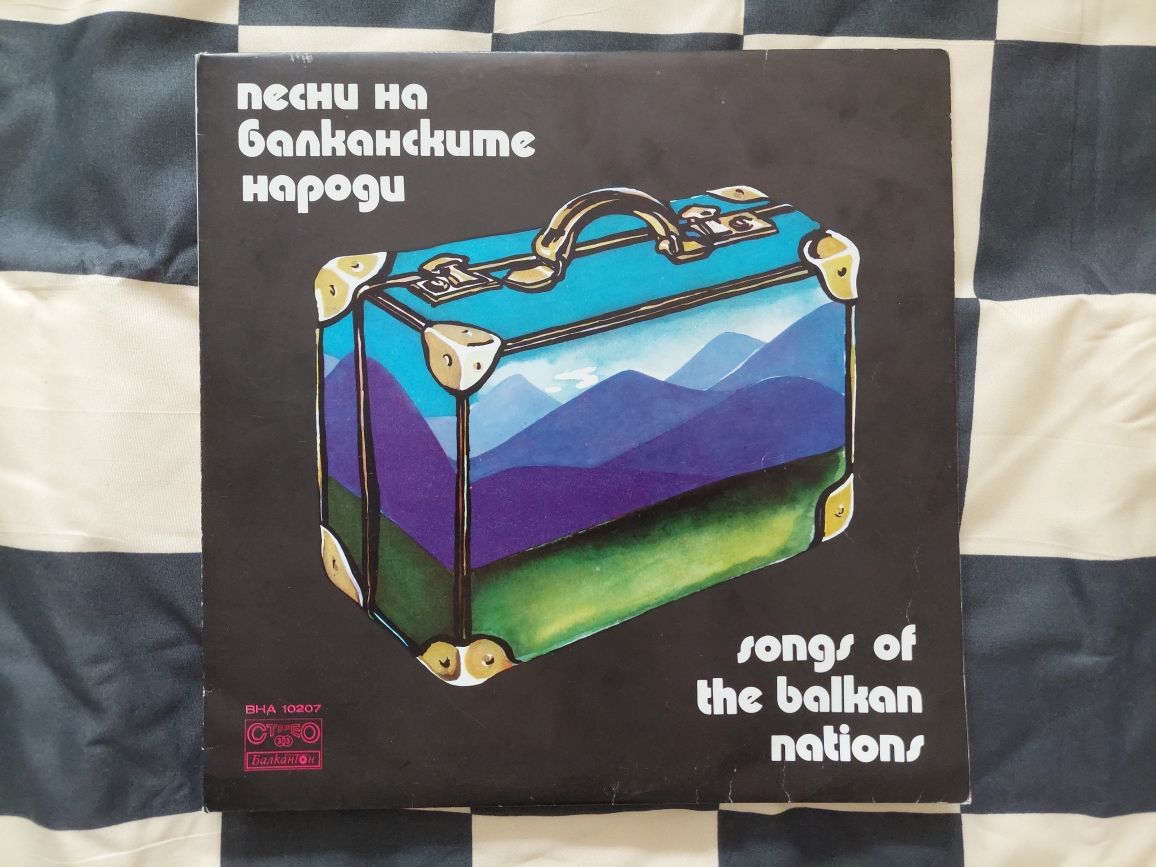 песни на
балканските
народи
songs of
the balkan
nations
ВНА 10207
СТЕРЕО
33
Балкантон